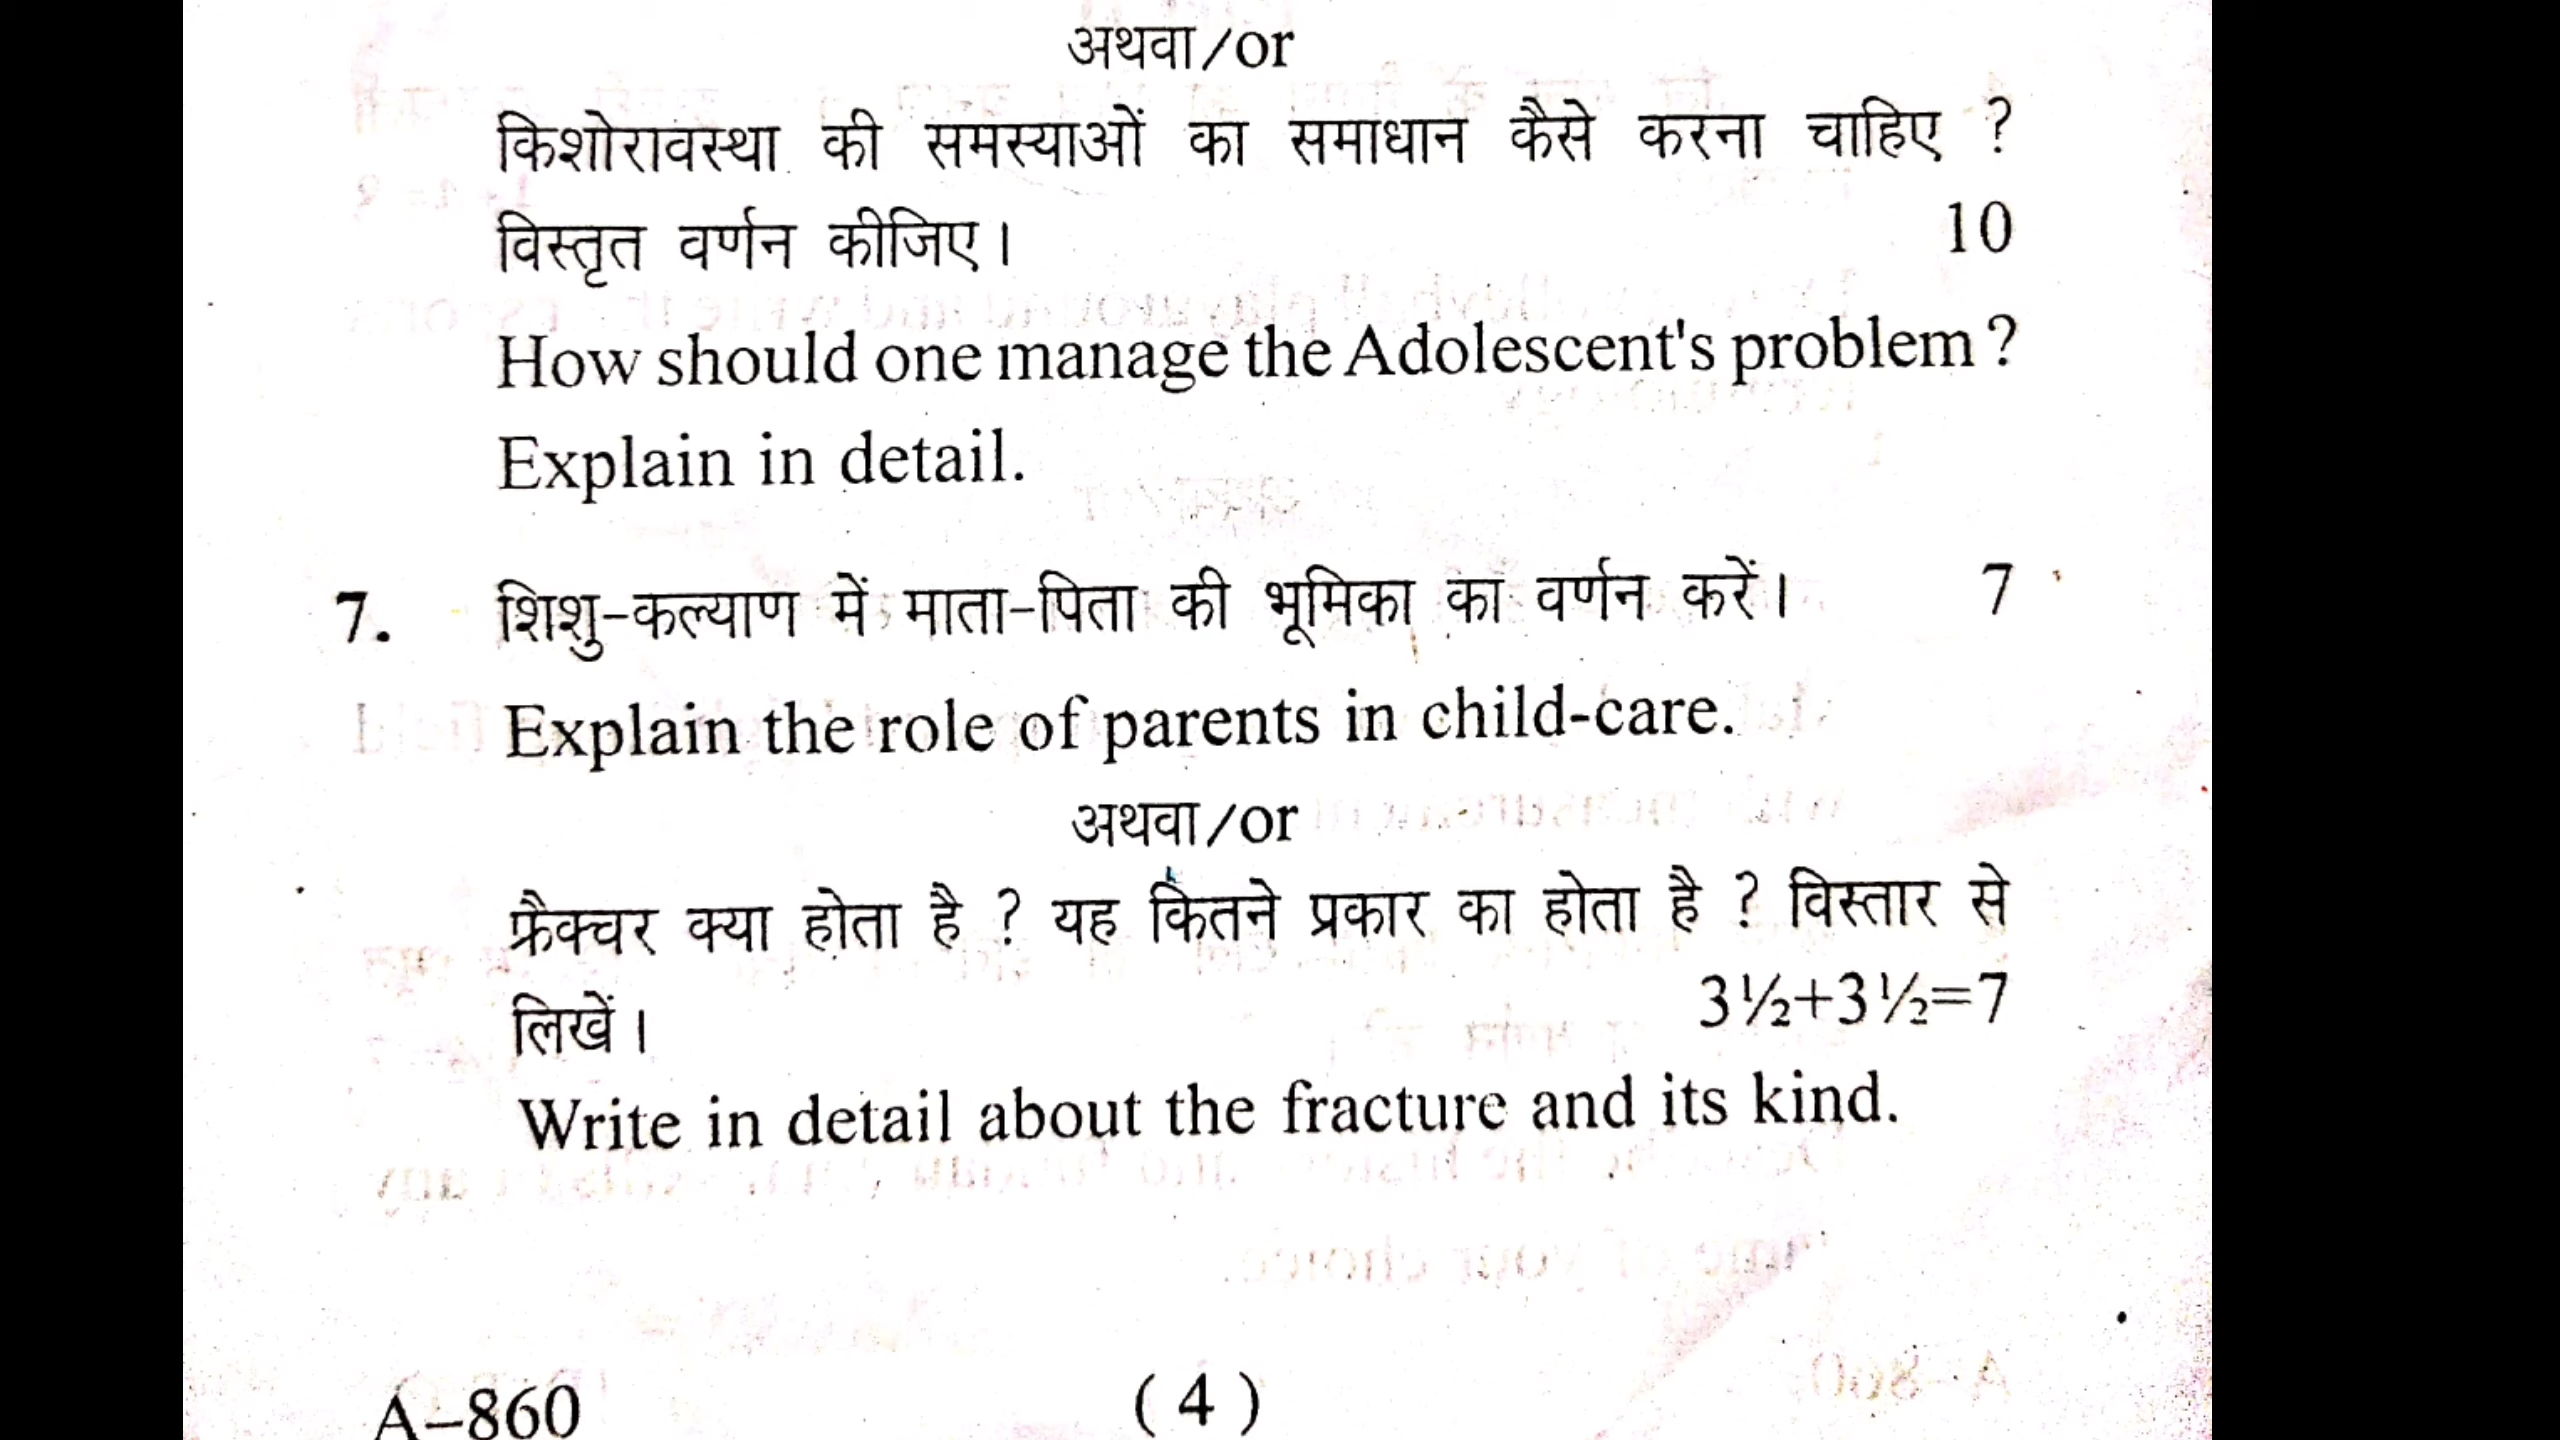 अथवा/or
किशोरावस्था की समस्याओं का समाधान कैसे करना चाहिए ?
विस्तृत वर्णन कीजिए। 10
How should one manage the Adolescent's problem ?
Explain in detail.
7. शिशु-कल्याण में माता-पिता की भूमिका का वर्णन करें। 7
Explain the role of parents in child-care.
अथवा/or
फ्रैक्चर क्या होता है ? यह कितने प्रकार का होता है ? विस्तार से
लिखें। 3½+3½=7
Write in detail about the fracture and its kind.
A–860 ( 4 )